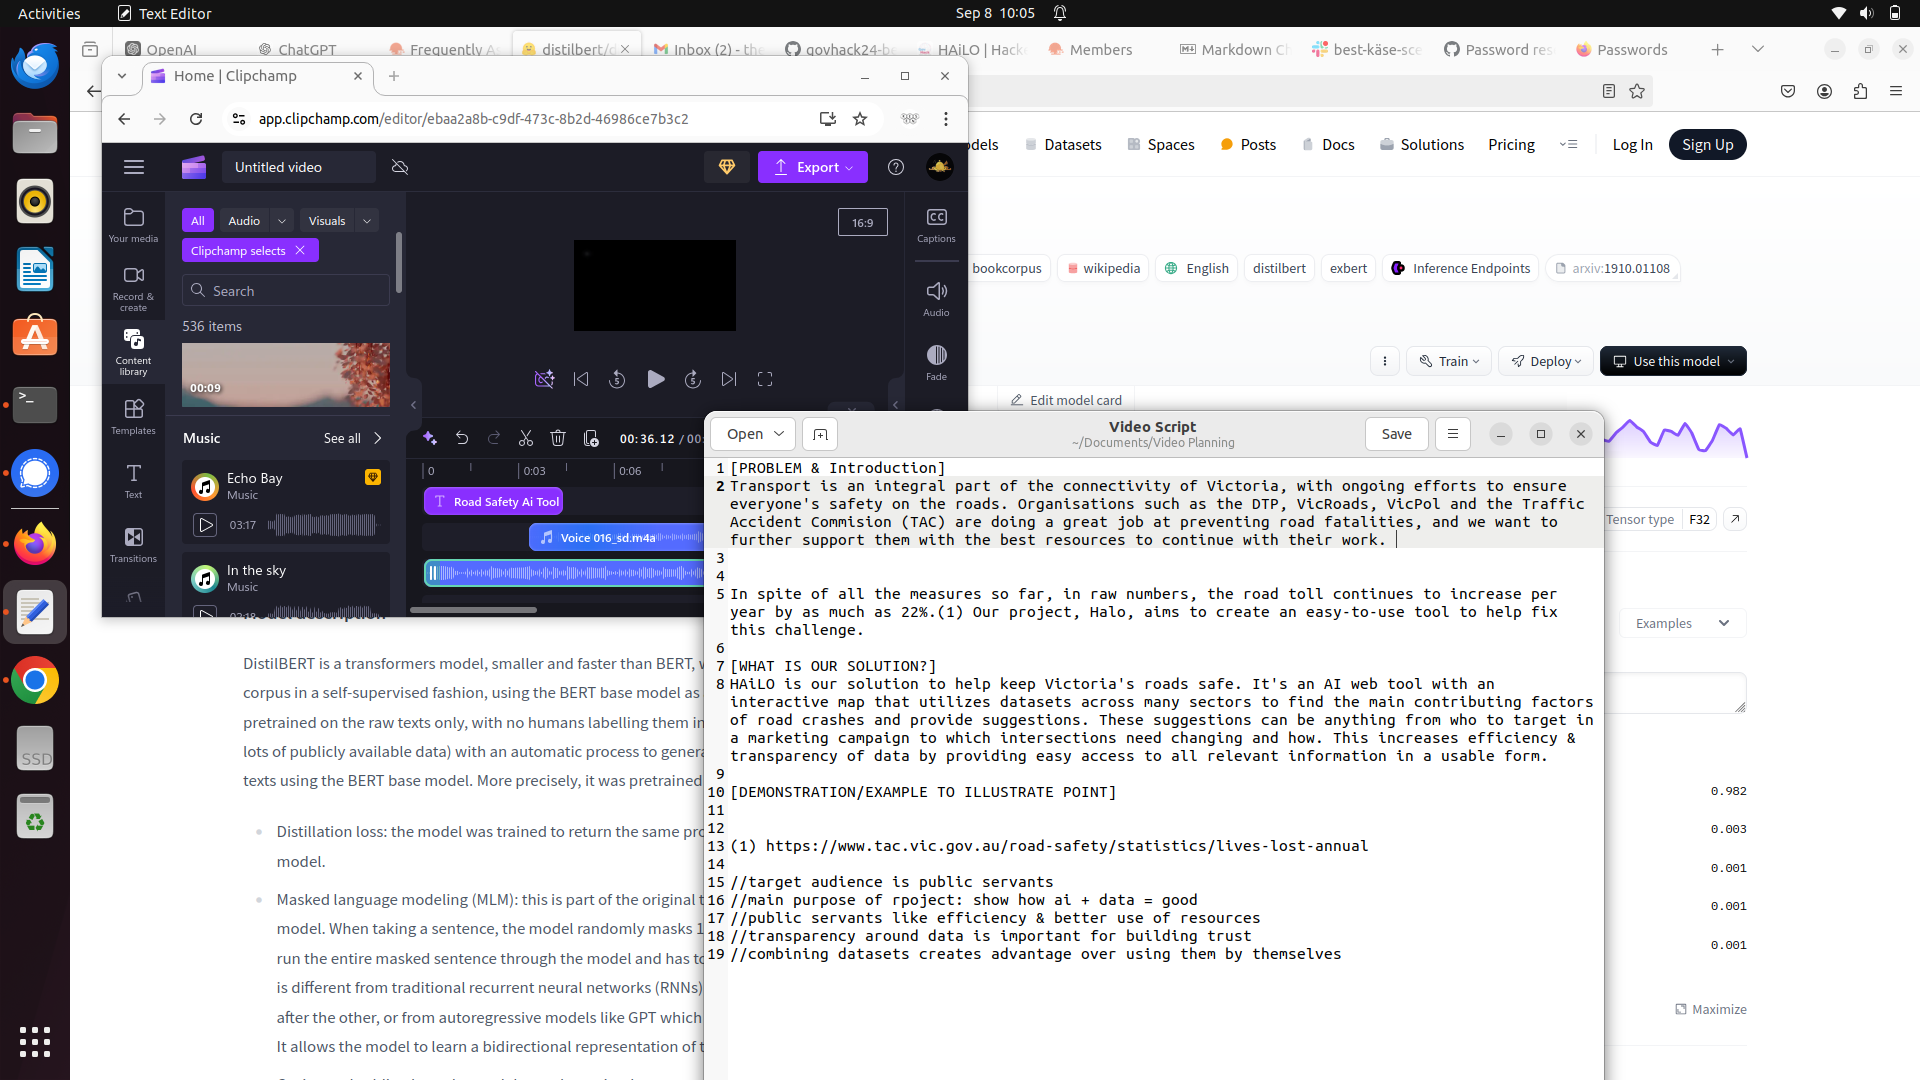 Activities
Text Editor
Sep 8 10:05
OpenAI
ChatGPT
Frequently As
distilbert/d
Inbox (2) - the
govhack24-be
HAiLO | Hack
Members
Markdown Ch
best-käse-sce
Password res
Passwords
Home | Clipchamp
app.clipchamp.com/editor/ebaa2a8b-c9df-473c-8b2d-46986ce7b3c2
dels
Datasets
Spaces
Posts
Docs
Solutions
Pricing
Log In
Sign Up
Untitled video
Export
Your media
Record & create
Content library
Templates
Text
Transitions
All
Audio
Visuals
Clipchamp selects
Search
536 items
00:09
Music
See all
Echo Bay
Music
03:17
In the sky
Music
02:18
16:9
Captions
Audio
Fade
00:36.12 / 00:
0
0:03
0:06
Road Safety Ai Tool
Voice 016_sd.m4a
bookcorpus
wikipedia
English
distilbert
exbert
Inference Endpoints
arxiv:1910.01108
Train
Deploy
Use this model
Edit model card
Tensor type
F32
Examples
0.982
0.003
0.001
0.001
0.001
Maximize
SSD
Open
Video Script
~/Documents/Video Planning
Save
1 [PROBLEM & Introduction]
2 Transport is an integral part of the connectivity of Victoria, with ongoing efforts to ensure
everyone's safety on the roads. Organisations such as the DTP, VicRoads, VicPol and the Traffic
Accident Commision (TAC) are doing a great job at preventing road fatalities, and we want to
further support them with the best resources to continue with their work.
3
4
5 In spite of all the measures so far, in raw numbers, the road toll continues to increase per
year by as much as 22%.(1) Our project, Halo, aims to create an easy-to-use tool to help fix
this challenge.
6
7 [WHAT IS OUR SOLUTION?]
8 HAiLO is our solution to help keep Victoria's roads safe. It's an AI web tool with an
interactive map that utilizes datasets across many sectors to find the main contributing factors
of road crashes and provide suggestions. These suggestions can be anything from who to target in
a marketing campaign to which intersections need changing and how. This increases efficiency &
transparency of data by providing easy access to all relevant information in a usable form.
9
10 [DEMONSTRATION/EXAMPLE TO ILLUSTRATE POINT]
11
12
13 (1) https://www.tac.vic.gov.au/road-safety/statistics/lives-lost-annual
14
15 //target audience is public servants
16 //main purpose of rpoject: show how ai + data = good
17 //public servants like efficiency & better use of resources
18 //transparency around data is important for building trust
19 //combining datasets creates advantage over using them by themselves
DistilBERT is a transformers model, smaller and faster than BERT, w
corpus in a self-supervised fashion, using the BERT base model as
pretrained on the raw texts only, with no humans labelling them in
lots of publicly available data) with an automatic process to genera
texts using the BERT base model. More precisely, it was pretrained
Distillation loss: the model was trained to return the same pro
model.
Masked language modeling (MLM): this is part of the original t
model. When taking a sentence, the model randomly masks 1
run the entire masked sentence through the model and has to
is different from traditional recurrent neural networks (RNNs)
after the other, or from autoregressive models like GPT which
It allows the model to learn a bidirectional representation of t